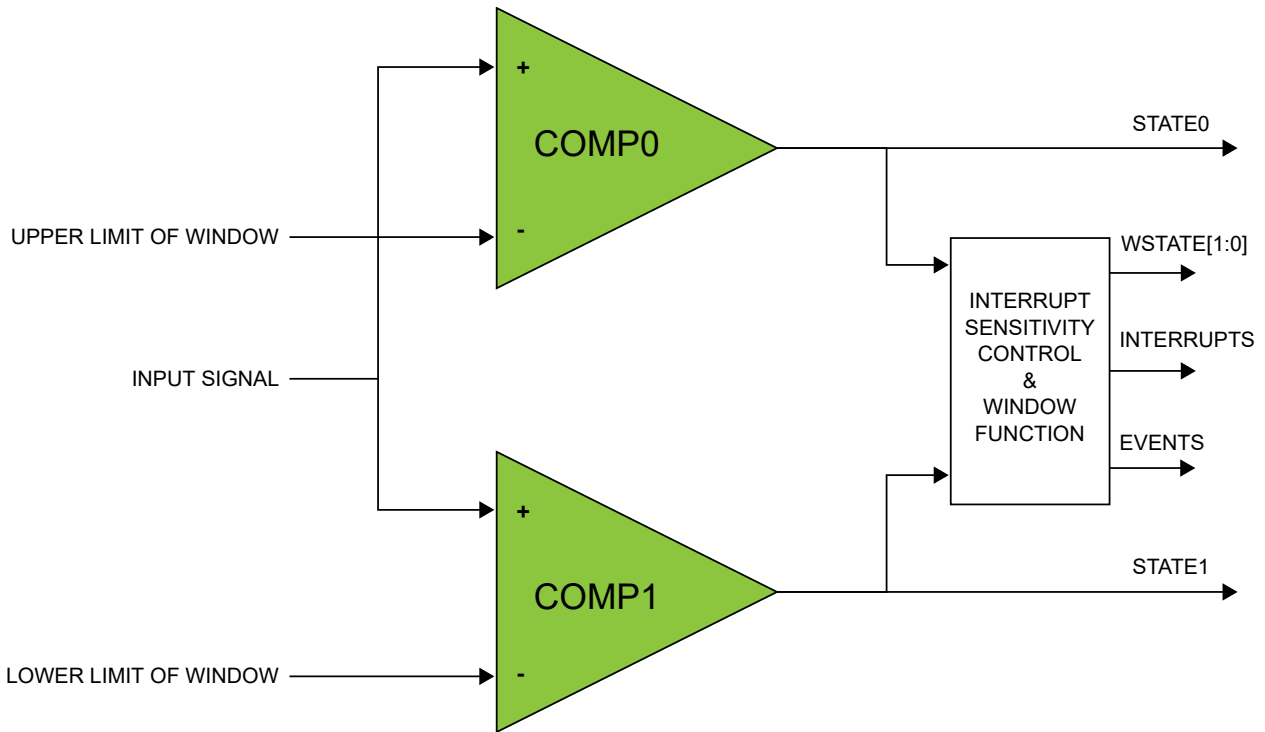 +
COMP0
-
STATE0
UPPER LIMIT OF WINDOW
WSTATE[1:0]
INTERRUPT
SENSITIVITY
CONTROL
&
WINDOW
FUNCTION
INTERRUPTS
EVENTS
INPUT SIGNAL
+
COMP1
-
STATE1
LOWER LIMIT OF WINDOW